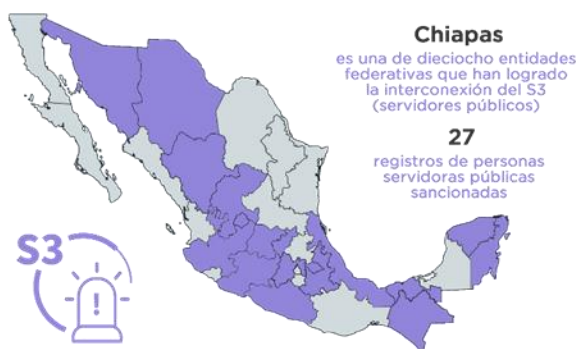 Chiapas
es una de dieciocho entidades
federativas que han logrado
la interconexión del S3
(servidores públicos)
27
registros de personas
servidoras públicas
sancionadas
S3